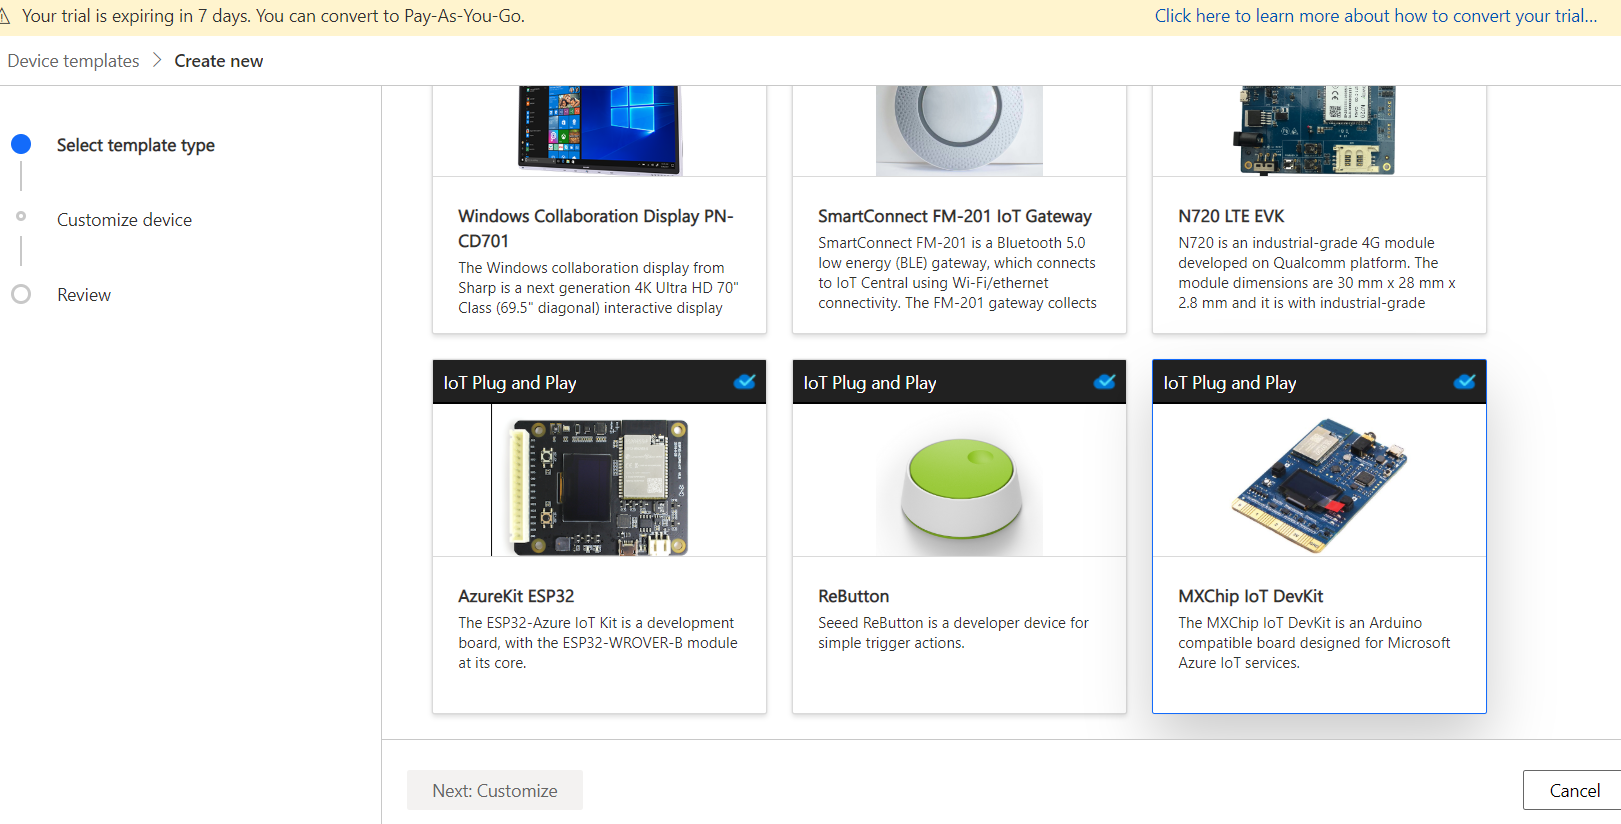 Your trial is expiring in 7 days. You can convert to Pay-As-You-Go.
Click here to learn more about how to convert your trial...
Device templates > Create new
Select template type
Customize device
Review
Windows Collaboration Display PN-
CD701
The Windows collaboration display from
Sharp is a next generation 4K Ultra HD 70"
Class (69.5" diagonal) interactive display
SmartConnect FM-201 IoT Gateway
SmartConnect FM-201 is a Bluetooth 5.0
low energy (BLE) gateway, which connects
to IoT Central using Wi-Fi/ethernet
connectivity. The FM-201 gateway collects
N720 LTE EVK
N720 is an industrial-grade 4G module
developed on Qualcomm platform. The
module dimensions are 30 mm x 28 mm x
2.8 mm and it is with industrial-grade
IoT Plug and Play
AzureKit ESP32
The ESP32-Azure IoT Kit is a development
board, with the ESP32-WROVER-B module
at its core.
IoT Plug and Play
ReButton
Seeed ReButton is a developer device for
simple trigger actions.
IoT Plug and Play
MXChip IoT DevKit
The MXChip IoT DevKit is an Arduino
compatible board designed for Microsoft
Azure IoT services.
Next: Customize
Cancel